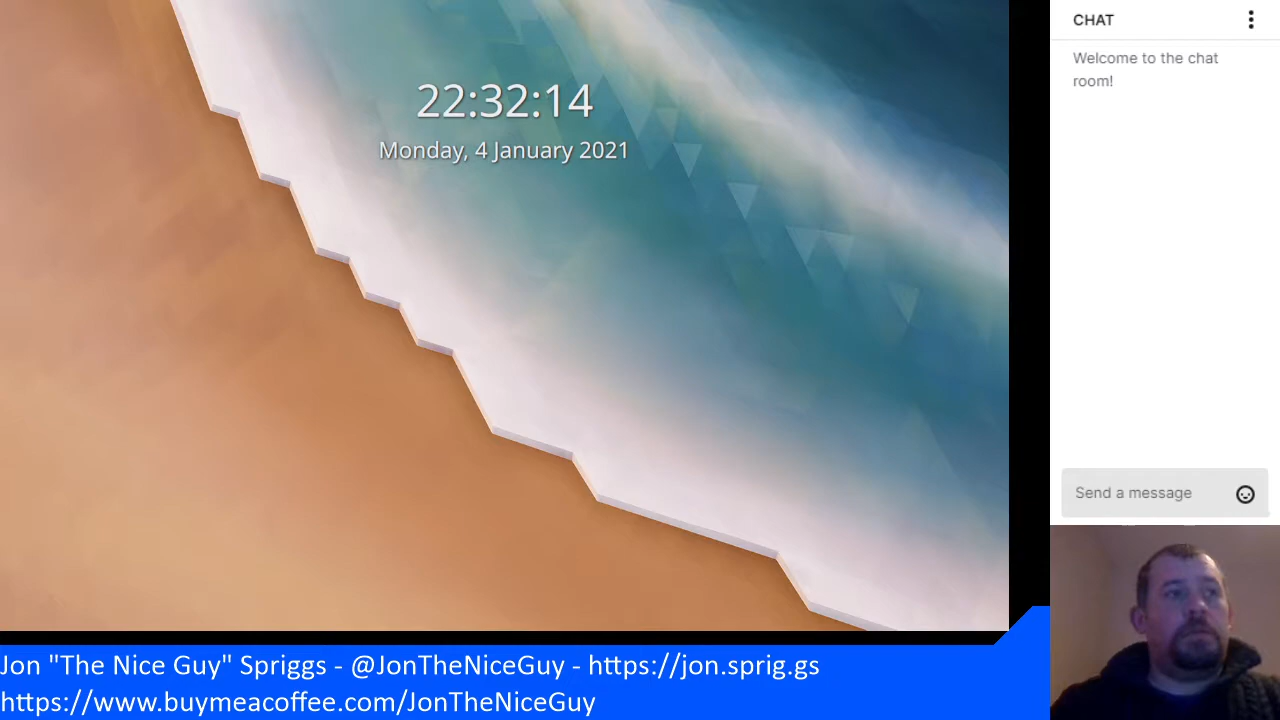 22:32:14
Monday, 4 January 2021
CHAT
Welcome to the chat
room!
Send a message
Jon "The Nice Guy" Spriggs - @JonTheNiceGuy - https://jon.sprig.gs
https://www.buymeacoffee.com/JonTheNiceGuy